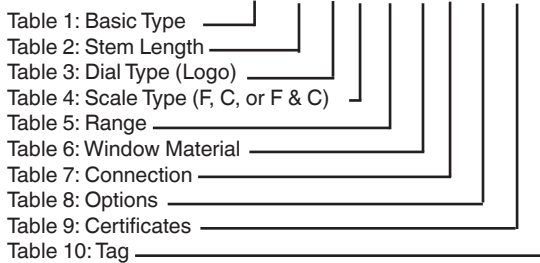 Table 1: Basic Type
Table 2: Stem Length
Table 3: Dial Type (Logo)
Table 4: Scale Type (F, C, or F & C)
Table 5: Range
Table 6: Window Material
Table 7: Connection
Table 8: Options
Table 9: Certificates
Table 10: Tag